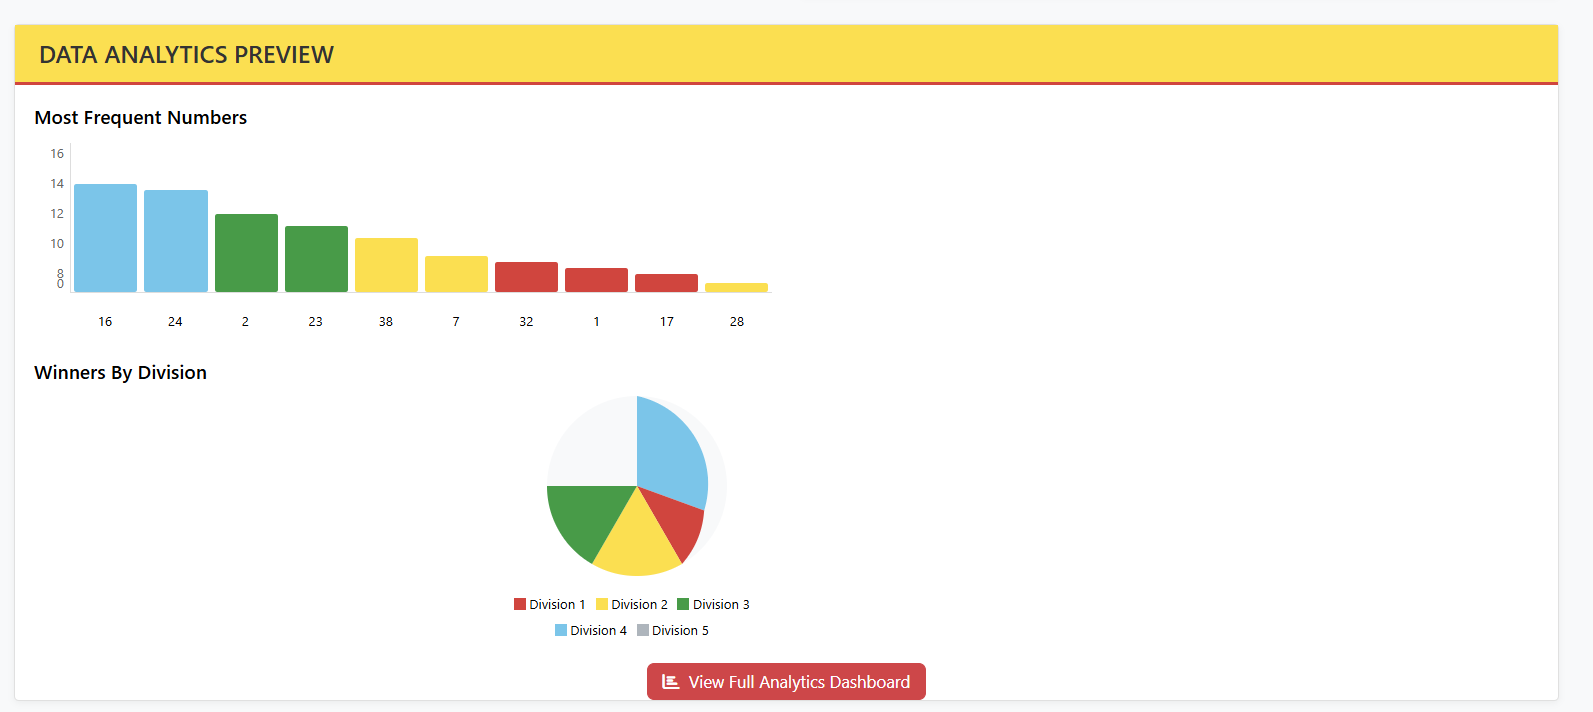 DATA ANALYTICS PREVIEW
Most Frequent Numbers
16
14
12
10
8
0
16 24 2 23 38 7 32 1 17 28
Winners By Division
Division 1 Division 2 Division 3
Division 4 Division 5
View Full Analytics Dashboard